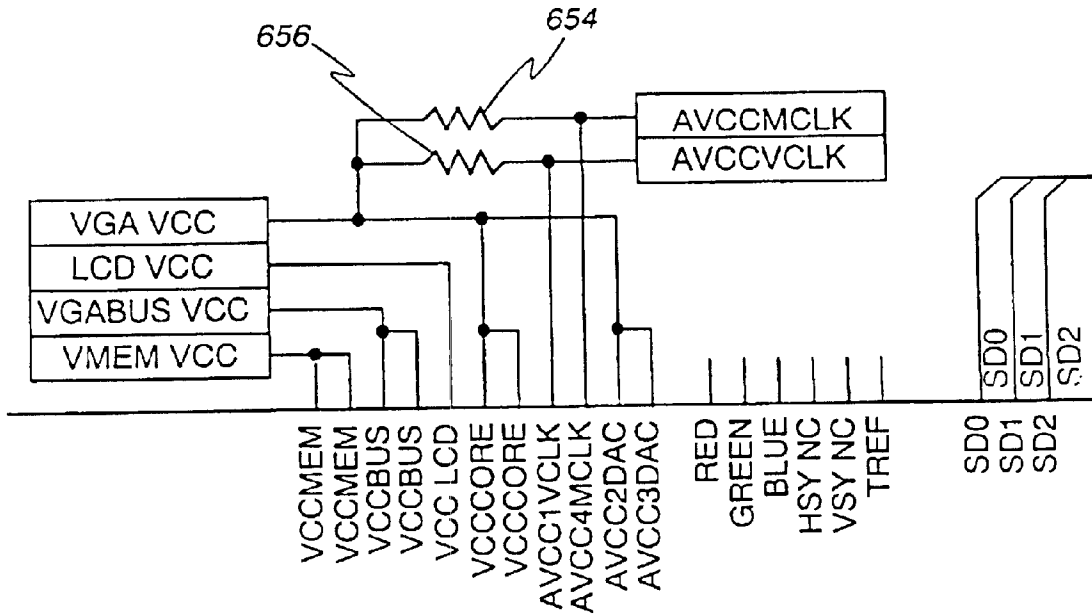 654
656
AVCCMCLK
AVCCVCLK
VGA VCC
LCD VCC
VGABUS VCC
VMEM VCC
SD0
SD1
SD2
VCCMEM
VCCMEM
VCCBUS
VCCBUS
VCC LCD
VCCCORE
VCCCORE
AVCC1VCLK
AVCC4MCLK
AVCC2DAC
AVCC3DAC
RED
GREEN
BLUE
HSY NC
VSY NC
TREF
SD0
SD1
SD2